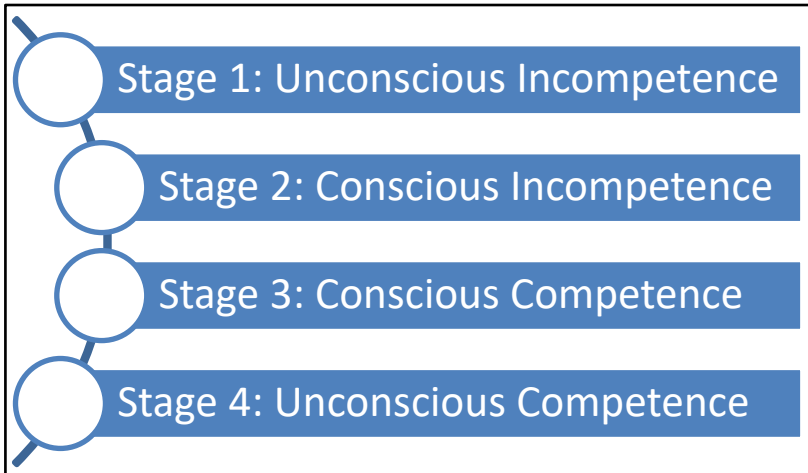 Stage 1: Unconscious Incompetence
Stage 2: Conscious Incompetence
Stage 3: Conscious Competence
Stage 4: Unconscious Competence